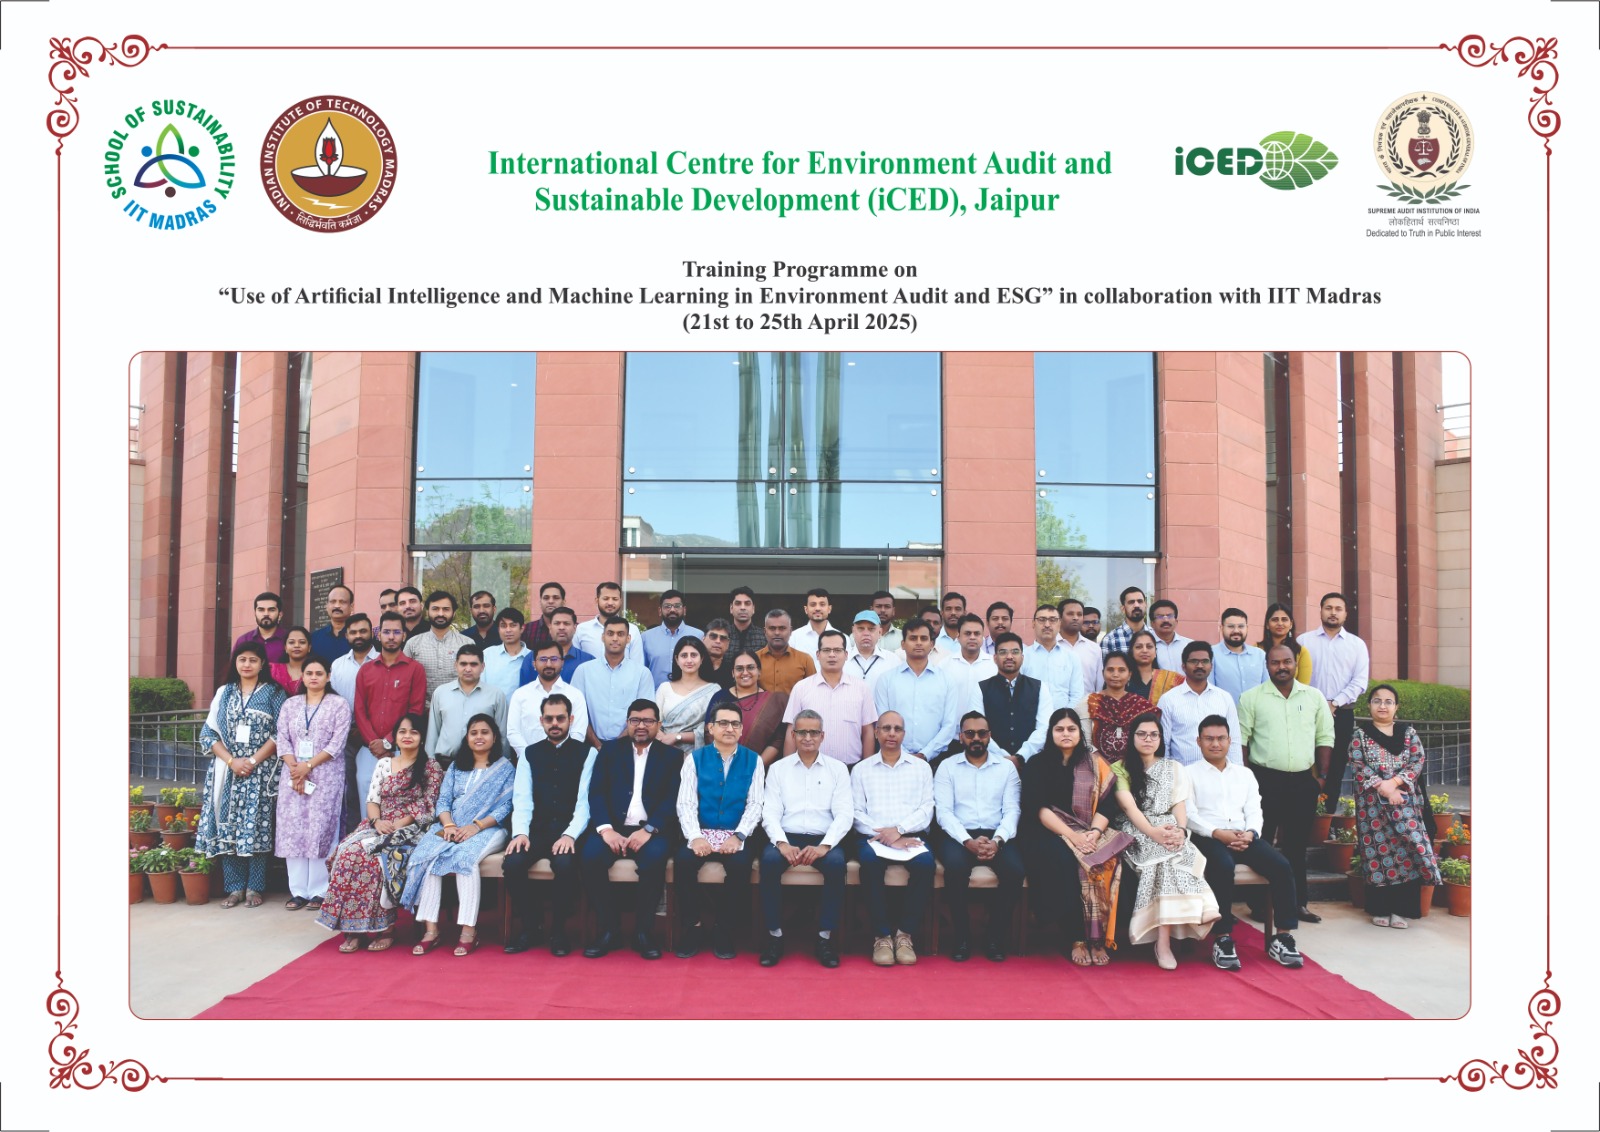 SCHOOL OF SUSTAINABILITY
IIT MADRAS
INDIAN INSTITUTE OF TECHNOLOGY MADRAS
सिद्धिर्भवति कर्मजा
International Centre for Environment Audit and
Sustainable Development (iCED), Jaipur
iCED
SUPREME AUDIT INSTITUTION OF INDIA
लोकहितार्थ सत्यनिष्ठा
Dedicated to Truth in Public Interest
Training Programme on
“Use of Artificial Intelligence and Machine Learning in Environment Audit and ESG” in collaboration with IIT Madras
(21st to 25th April 2025)